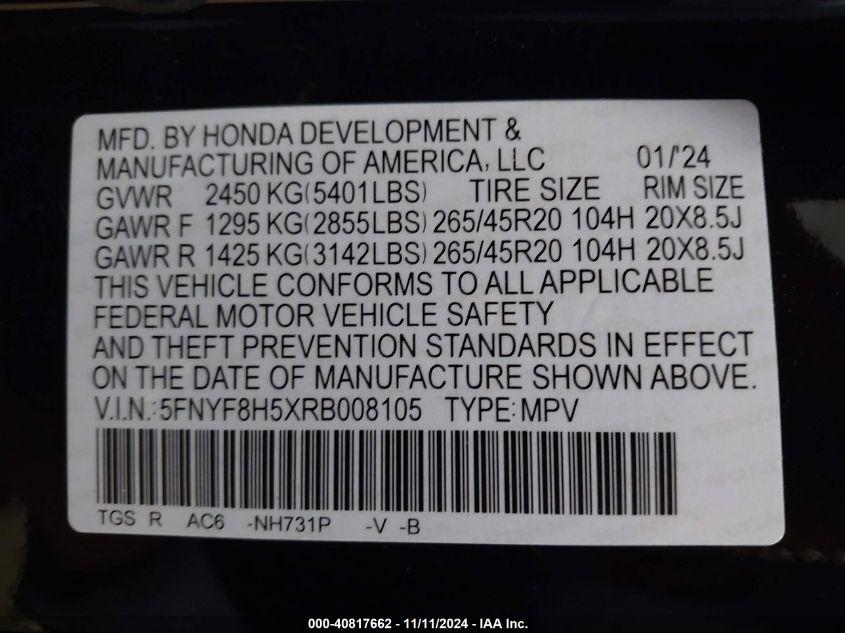 MFD. BY HONDA DEVELOPMENT &
MANUFACTURING OF AMERICA, LLC 01/'24
GVWR 2450 KG(5401LBS) TIRE SIZE RIM SIZE
GAWR F 1295 KG(2855LBS) 265/45R20 104H 20X8.5J
GAWR R 1425 KG(3142LBS) 265/45R20 104H 20X8.5J
THIS VEHICLE CONFORMS TO ALL APPLICABLE
FEDERAL MOTOR VEHICLE SAFETY
AND THEFT PREVENTION STANDARDS IN EFFECT
ON THE DATE OF MANUFACTURE SHOWN ABOVE.
V.I.N.:5FNYF8H5XRB008105 TYPE:MPV
TGS R AC6 -NH731P -V -B
000-40817662 - 11/11/2024 - IAA Inc.